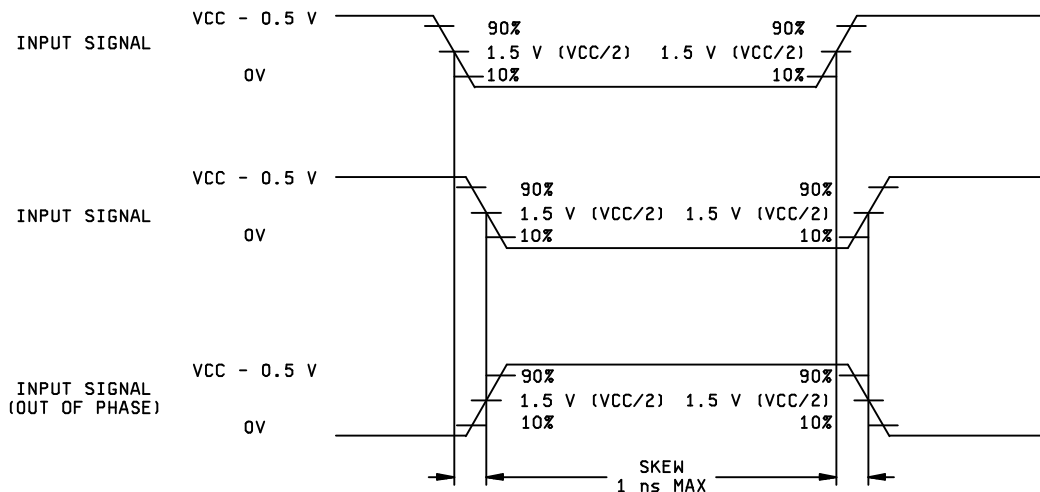 VCC - 0.5 V
90% 90%
INPUT SIGNAL
1.5 V (VCC/2) 1.5 V (VCC/2)
0V 10% 10%
VCC - 0.5 V
90% 90%
INPUT SIGNAL 1.5 V (VCC/2) 1.5 V (VCC/2)
0V 10% 10%
VCC - 0.5 V
90% 90%
INPUT SIGNAL
(OUT OF PHASE)
1.5 V (VCC/2) 1.5 V (VCC/2)
0V 10% 10%
SKEW
1 ns MAX